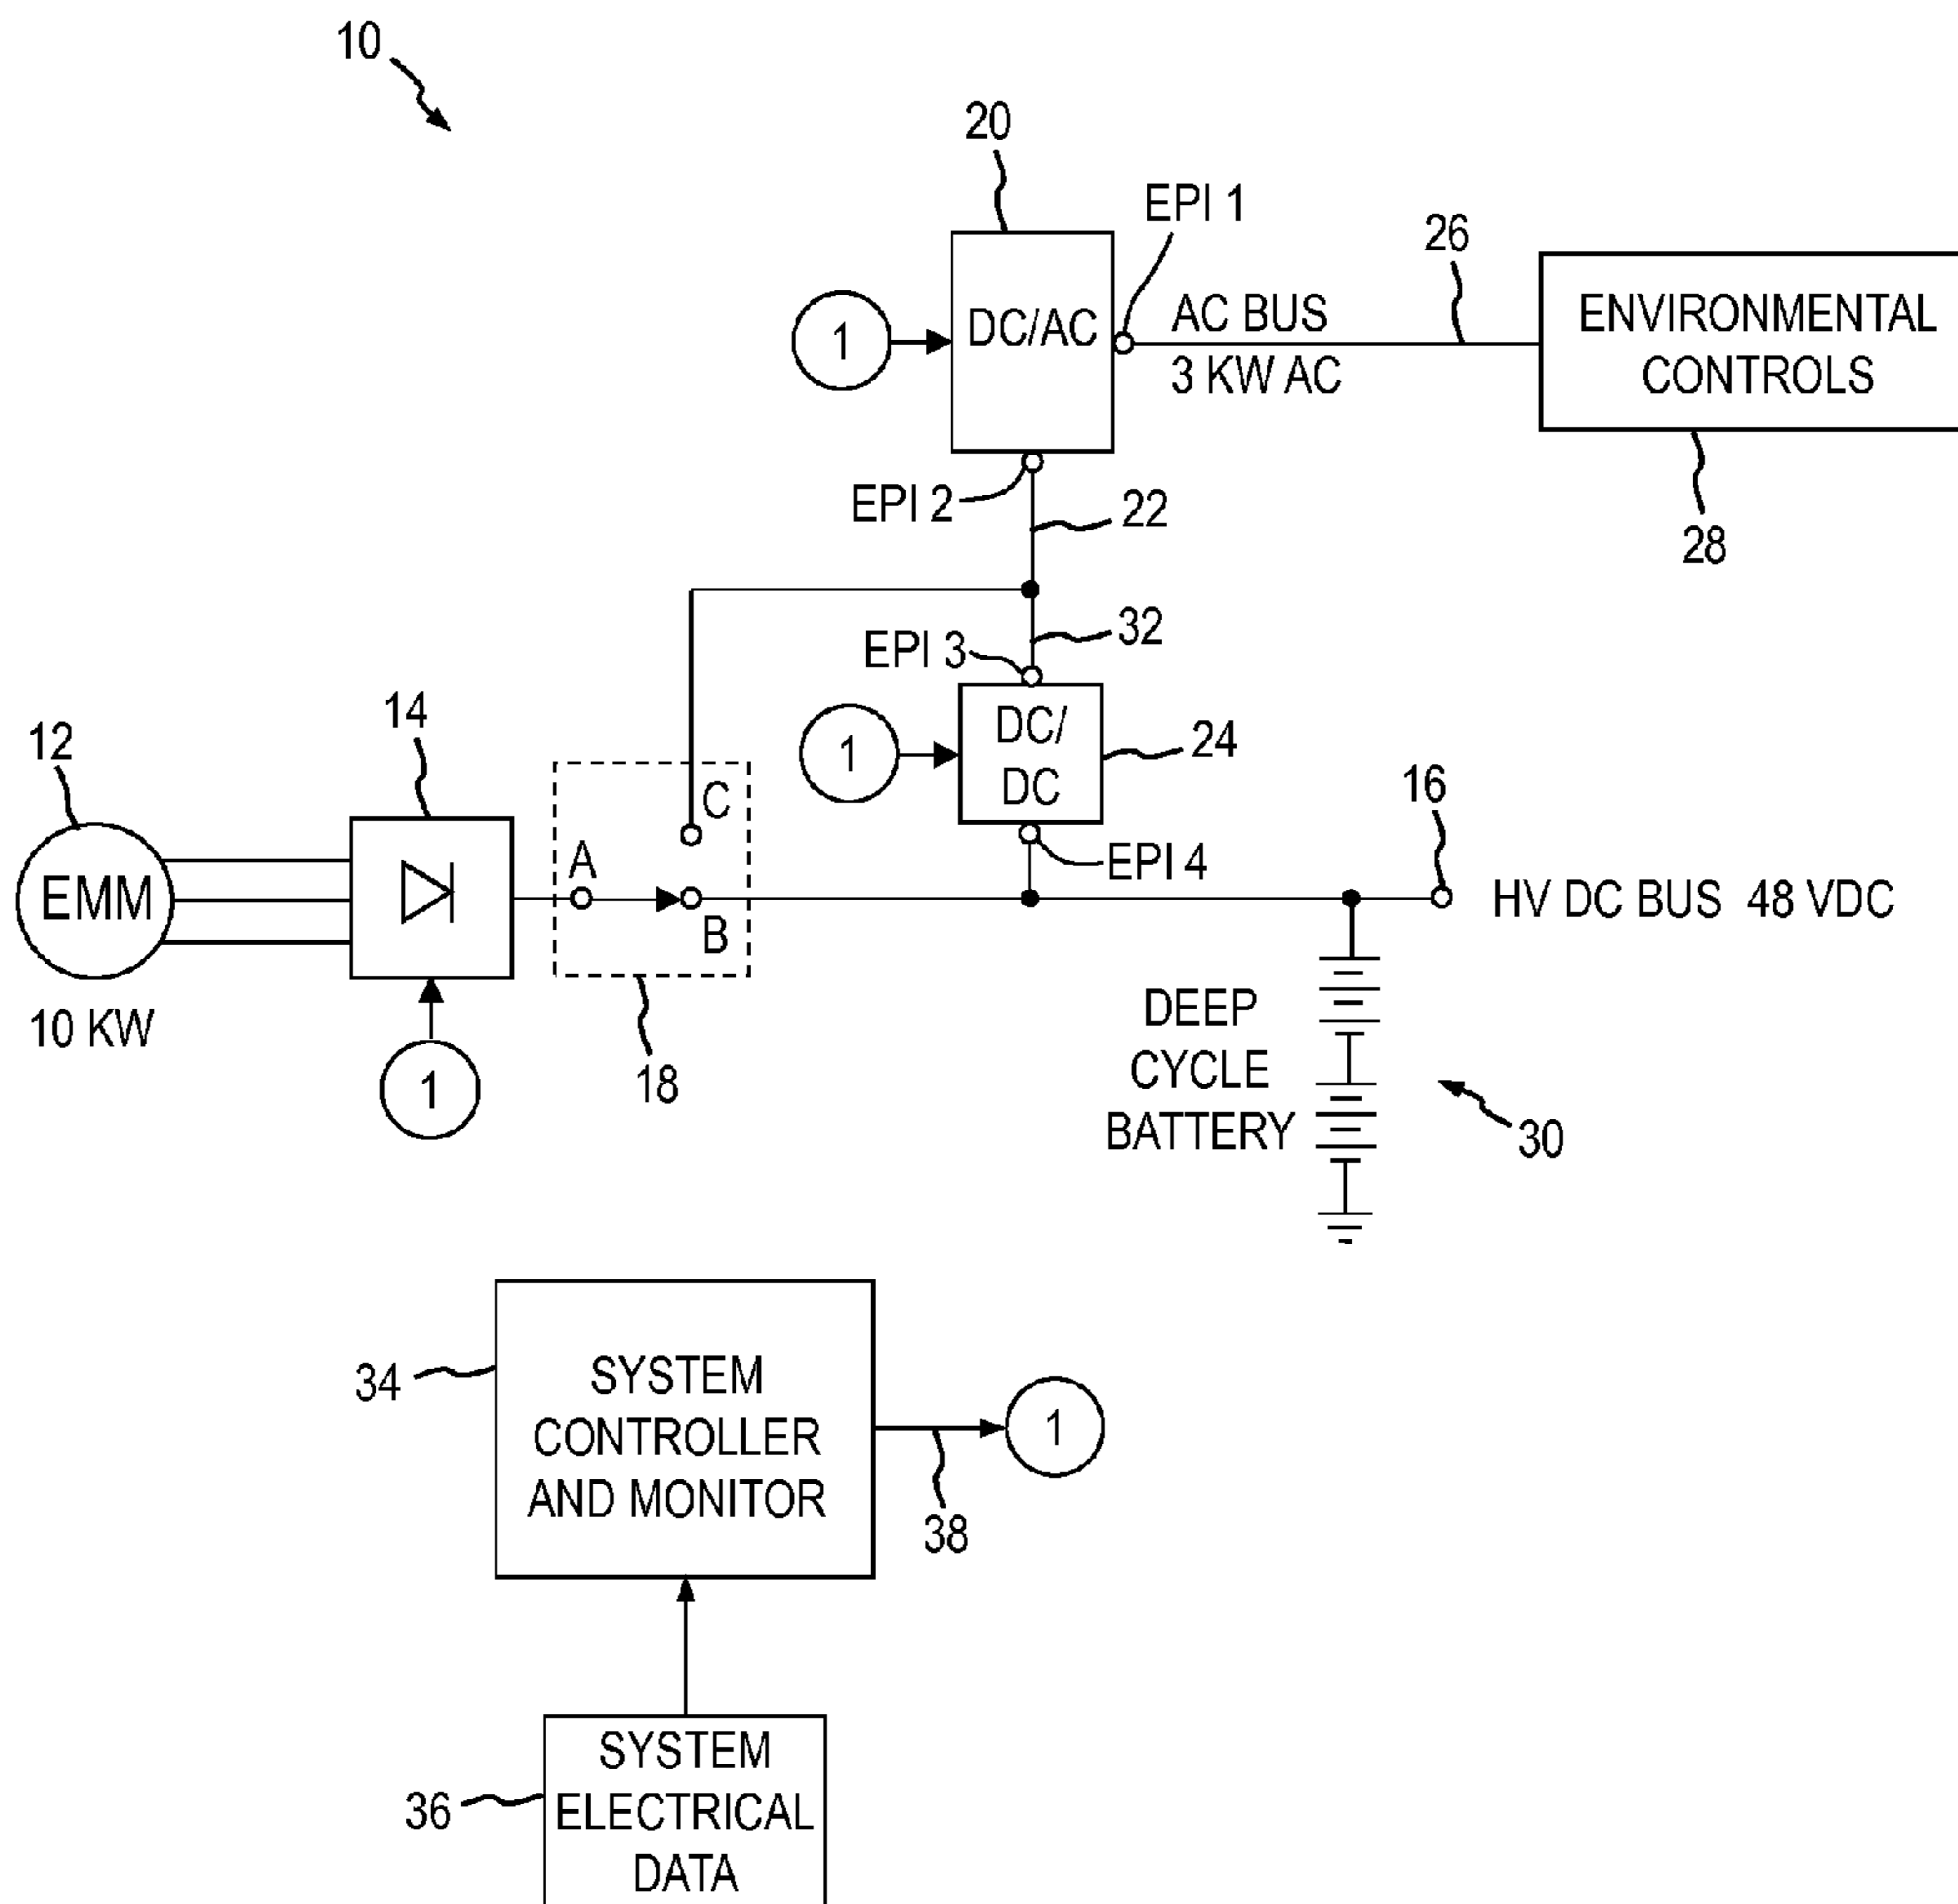 10
20
EPI 1
26
1
DC/AC
AC BUS
3 KW AC
ENVIRONMENTAL
CONTROLS
28
EPI 2
22
32
EPI 3
12
14
1
DC/
DC
24
16
C
A
B
EPI 4
EMM
10 KW
HV DC BUS 48 VDC
1
18
DEEP
CYCLE
BATTERY
30
34
SYSTEM
CONTROLLER
AND MONITOR
1
38
36
SYSTEM
ELECTRICAL
DATA